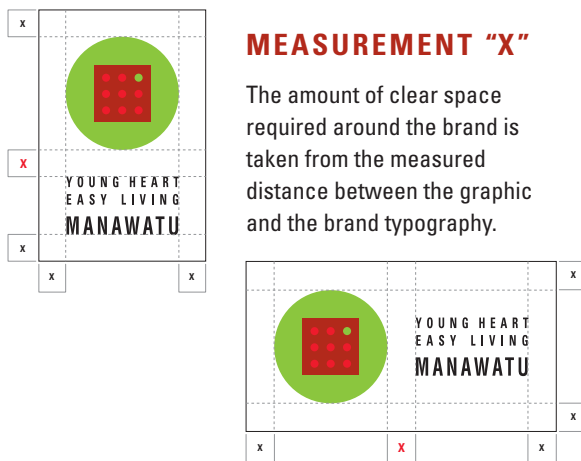 x
X
x
x
x
YOUNG HEART
EASY LIVING
MANAWATU
MEASUREMENT “X”
The amount of clear space
required around the brand is
taken from the measured
distance between the graphic
and the brand typography.
YOUNG HEART
EASY LIVING
MANAWATU
x
x
x
X
x